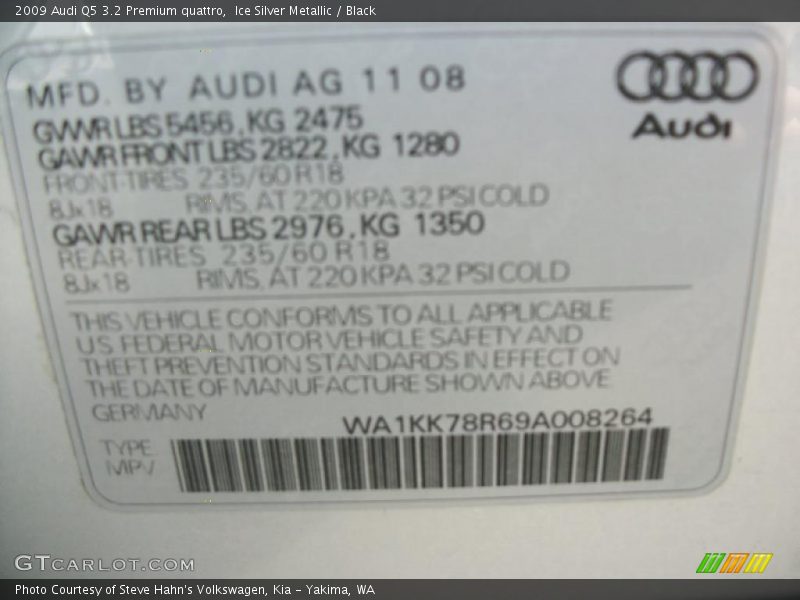 2009 Audi Q5 3.2 Premium quattro, Ice Silver Metallic / Black
MFD. BY AUDI AG 11 08
Audi
GVWR LBS 5456, KG 2475
GAWR FRONT LBS 2822, KG 1280
FRONT-TIRES 235/60 R18
8Jx18 RIMS, AT 220 KPA 32 PSI COLD
GAWR REAR LBS 2976, KG 1350
REAR-TIRES 235/60 R18
8Jx18 RIMS, AT 220 KPA 32 PSI COLD
THIS VEHICLE CONFORMS TO ALL APPLICABLE
U.S. FEDERAL MOTOR VEHICLE SAFETY AND
THEFT PREVENTION STANDARDS IN EFFECT ON
THE DATE OF MANUFACTURE SHOWN ABOVE
GERMANY WA1KK78R69A008264
TYPE
MPV
GTCARLOT.COM
Photo Courtesy of Steve Hahn's Volkswagen, Kia - Yakima, WA